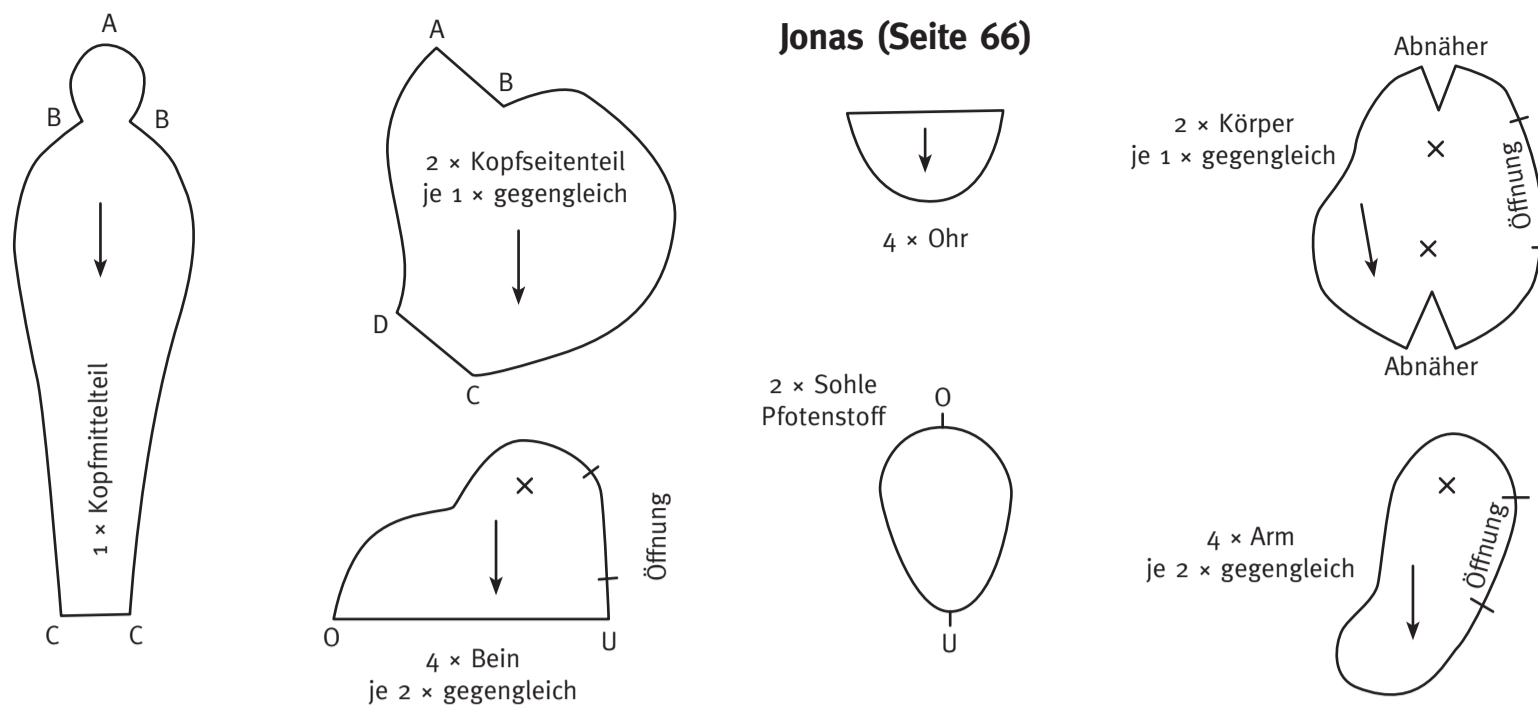 Jonas (Seite 66)
A
B
B
1 × Kopfmittelteil
C
C
A
B
2 × Kopfseitenteil
je 1 × gegengleich
D
C
4 × Ohr
Abnäher
2 × Körper
je 1 × gegengleich
Öffnung
Abnäher
Öffnung
O
U
4 × Bein
je 2 × gegengleich
2 × Sohle
Pfotenstoff
O
U
4 × Arm
je 2 × gegengleich
Öffnung